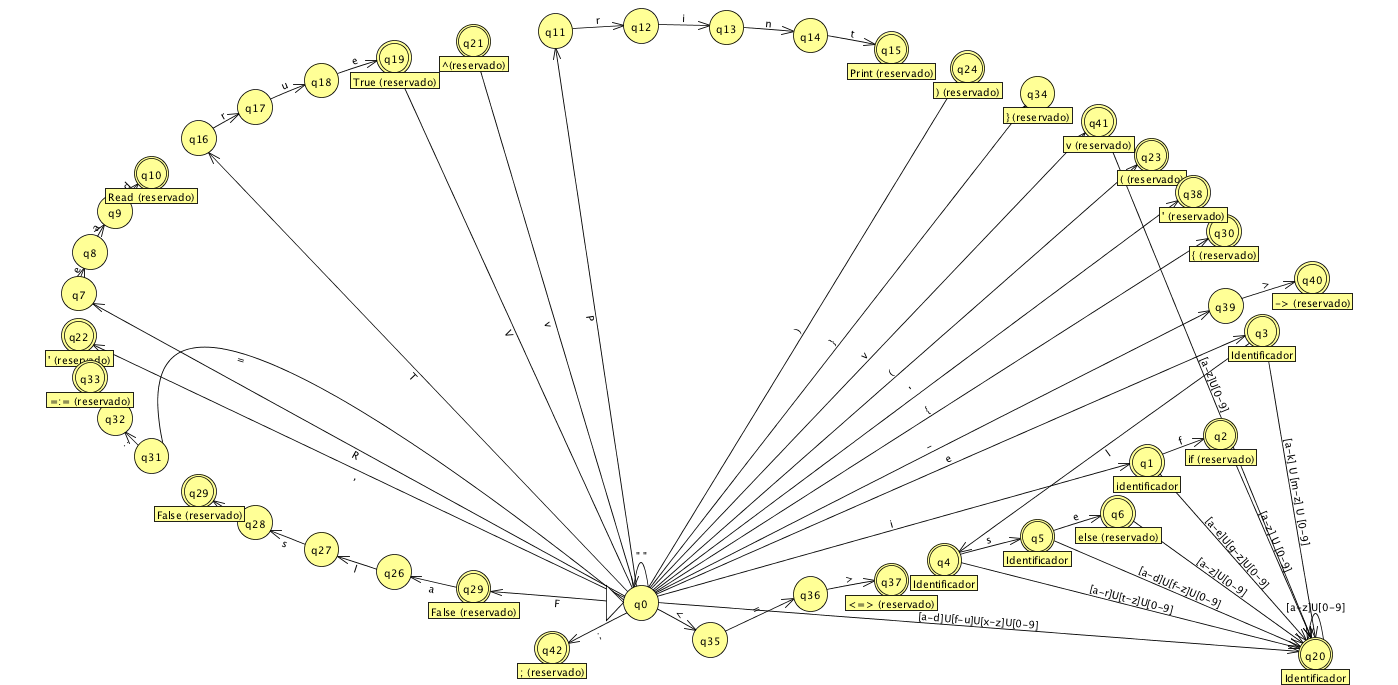 q11
r
q12
i
q13
n
q14
t
q15
Print (reservado)
q21
^(reservado)
q19
True (reservado)
e
q18
u
q17
r
q16
q24
) (reservado)
q34
} (reservado)
q41
v (reservado)
q23
( (reservado)
q38
' (reservado)
q30
{ (reservado)
q10
Read (reservado)
q9
q8
q7
q40
-> (reservado)
>
q39
q3
Identificador
q22
q33
=:= (reservado)
q32
q31
=
V
v
P
T
)
}
v
(
'
{
-
e
l
[a-z]U[0-9]
[a-k] U [m-z] U [0-9]
R
'
q2
if (reservado)
f
q1
identificador
i
q29
False (reservado)
q28
s
q27
l
q26
a
q29
False (reservado)
F
q6
else (reservado)
e
q5
Identificador
s
q4
Identificador
[a-e]U[g-z]U[0-9]
[a-z] U [0-9]
[a-z]U[0-9]
[a-d]U[f-z]U[0-9]
[a-r]U[t-z]U[0-9]
" "
q0
<
q35
=
q36
>
q37
<=> (reservado)
[a-d]U[f-u]U[x-z]U[0-9]
[a-z]U[0-9]
q20
Identificador
;
q42
; (reservado)